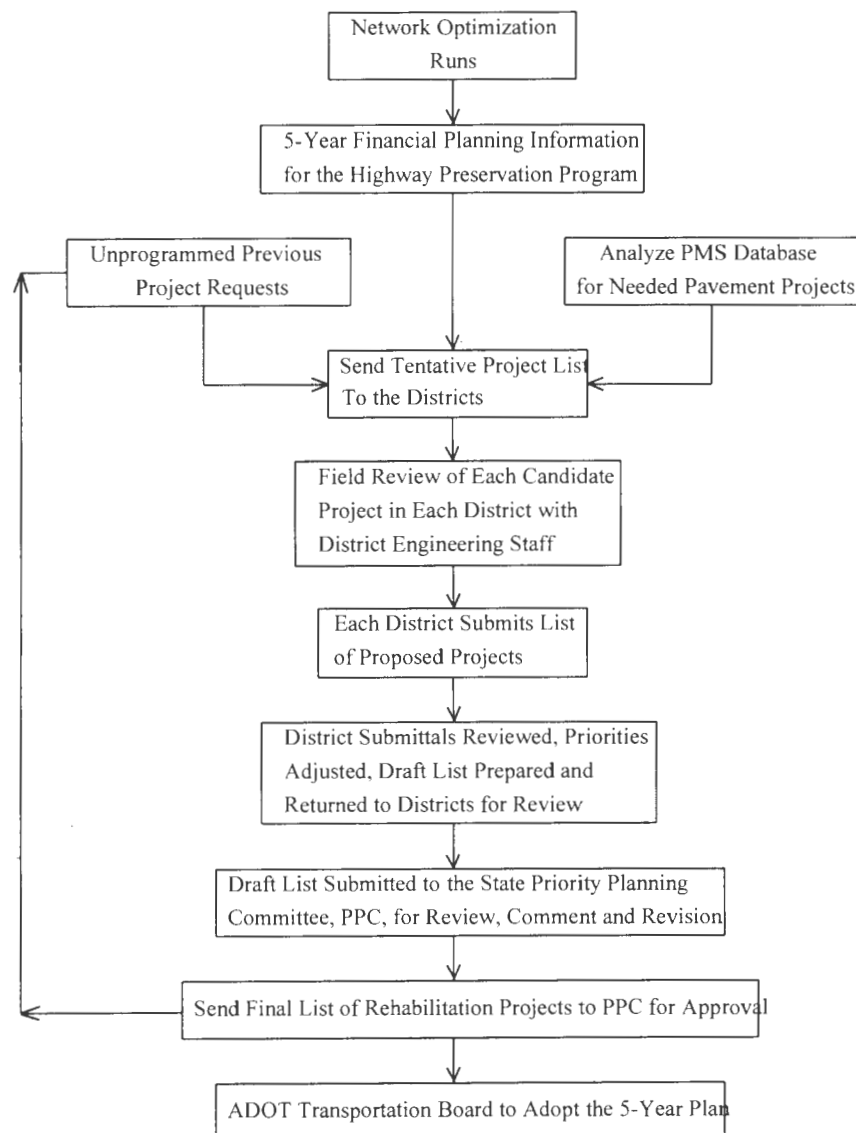 Network Optimization
Runs
5-Year Financial Planning Information
for the Highway Preservation Program
Unprogrammed Previous
Project Requests
Analyze PMS Database
for Needed Pavement Projects
Send Tentative Project List
To the Districts
Field Review of Each Candidate
Project in Each District with
District Engineering Staff
Each District Submits List
of Proposed Projects
District Submittals Reviewed, Priorities
Adjusted, Draft List Prepared and
Returned to Districts for Review
Draft List Submitted to the State Priority Planning
Committee, PPC, for Review, Comment and Revision
Send Final List of Rehabilitation Projects to PPC for Approval
ADOT Transportation Board to Adopt the 5-Year Plan